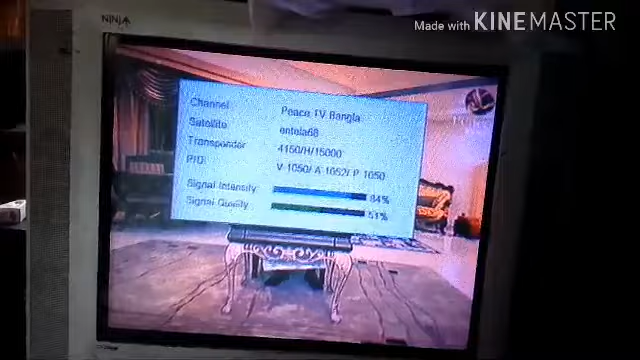 NINJA
Made with KINEMASTER
Channel Peace TV Bangla
Satellite entela68
Transponder 4150/H/15000
P/D: V 1050/ A 1052/ P 1050
Signal Intensity 84%
Signal Quality 51%